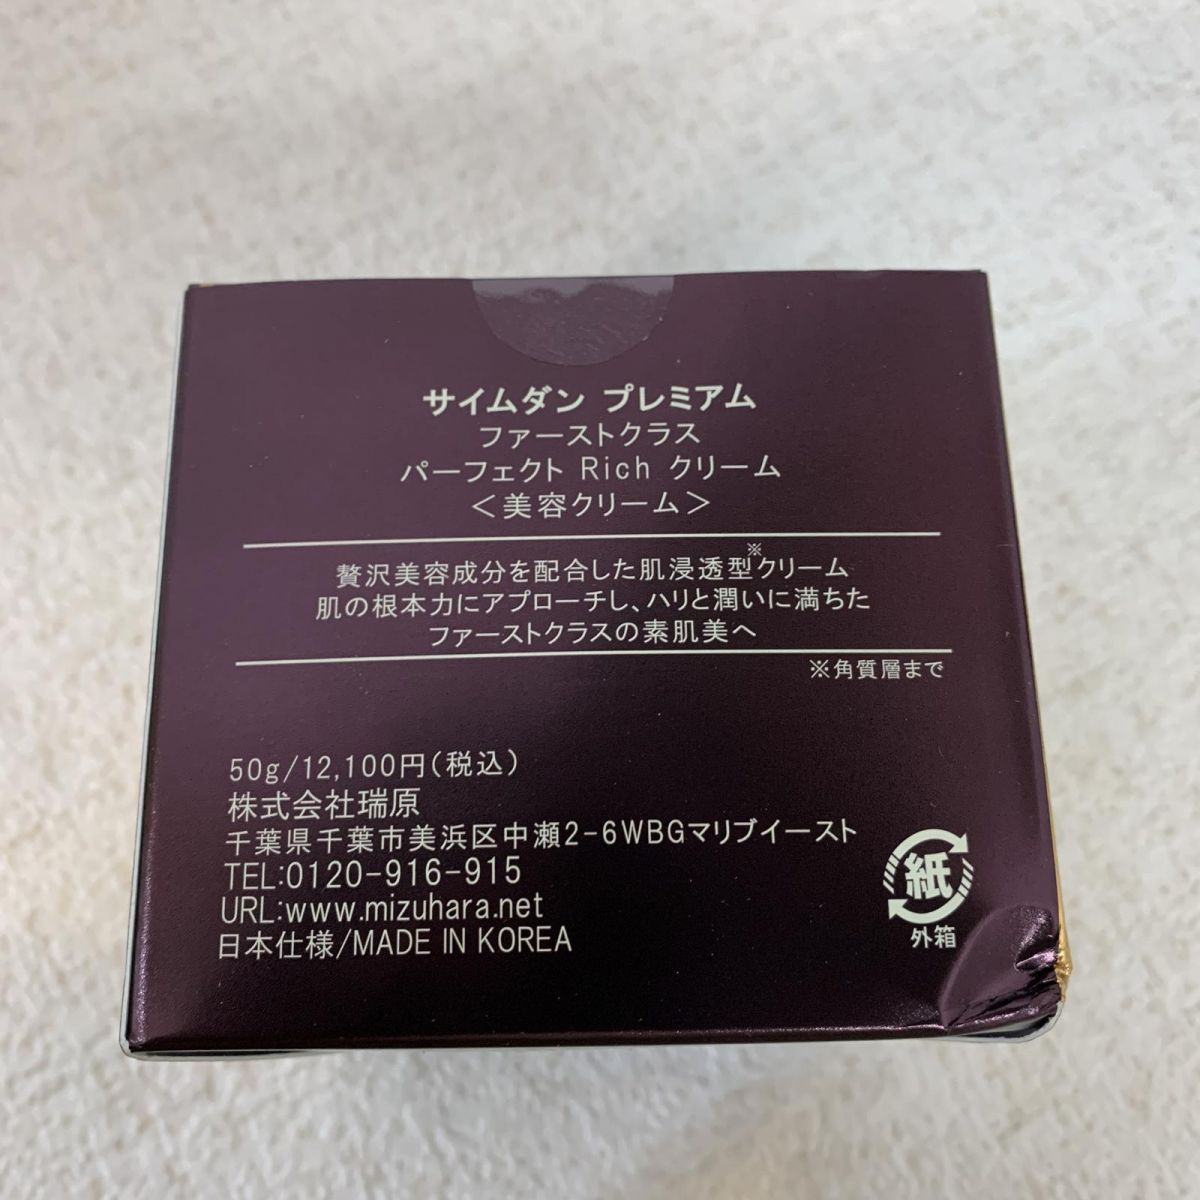 サイムダン プレミアム
ファーストクラス
パーフェクト Rich クリーム
＜美容クリーム＞
贅沢美容成分を配合した肌浸透型※クリーム
肌の根本力にアプローチし、ハリと潤いに満ちた
ファーストクラスの素肌美へ
※角質層まで
50g/12,100円(税込)
株式会社瑞原
千葉県千葉市美浜区中瀬2-6WBGマリブイースト
TEL:0120-916-915
URL:www.mizuhara.net
日本仕様/MADE IN KOREA
紙
外箱